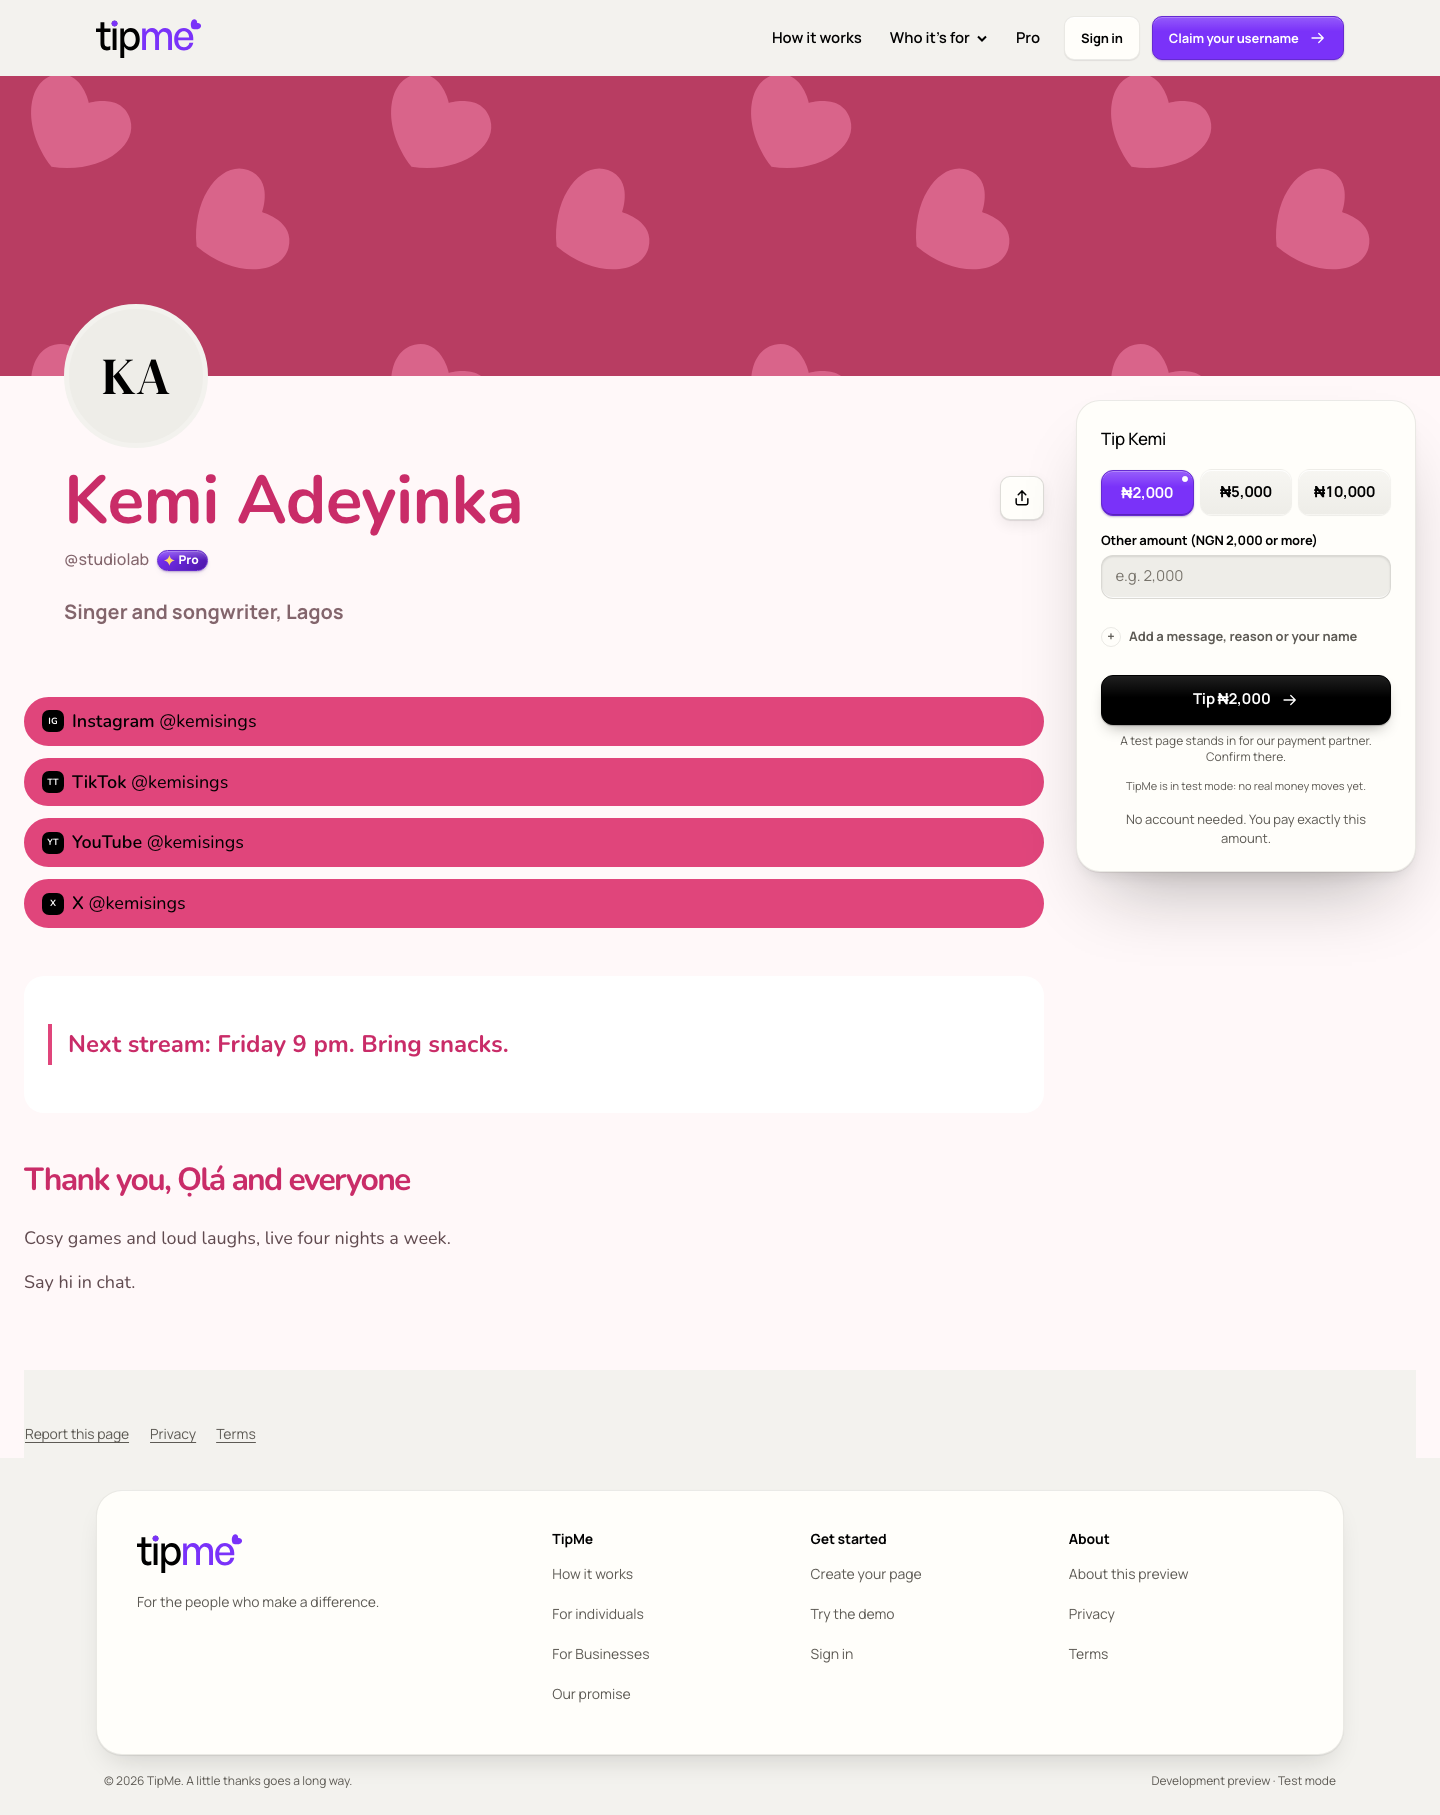 tipme
How it works
Who it's for
Pro
Sign in
Claim your username
KA
Kemi Adeyinka
@studiolab
Pro
Singer and songwriter, Lagos
IG Instagram @kemisings
TT TikTok @kemisings
YT YouTube @kemisings
X X @kemisings
Next stream: Friday 9 pm. Bring snacks.
Thank you, Ọlá and everyone
Cosy games and loud laughs, live four nights a week.
Say hi in chat.
Tip Kemi
₦2,000
₦5,000
₦10,000
Other amount (NGN 2,000 or more)
e.g. 2,000
+ Add a message, reason or your name
Tip ₦2,000
A test page stands in for our payment partner.
Confirm there.
TipMe is in test mode: no real money moves yet.
No account needed. You pay exactly this
amount.
Report this page
Privacy
Terms
tipme
For the people who make a difference.
TipMe
How it works
For individuals
For Businesses
Our promise
Get started
Create your page
Try the demo
Sign in
About
About this preview
Privacy
Terms
© 2026 TipMe. A little thanks goes a long way.
Development preview · Test mode